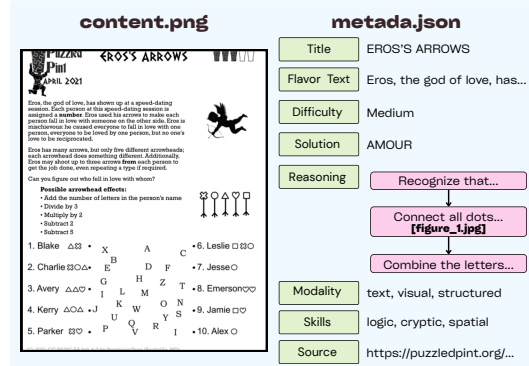 content.png
metada.json
Puzzled
Pint
APRIL 2021
EROS'S ARROWS
Eros, the god of love, has shown up at a speed-dating
session. Each person at this speed-dating session is
assigned a number. Eros used his arrows to make each
person fall in love with someone on the other side. Eros is
mischievous: he caused everyone to fall in love with one
person, everyone to be loved by one person, but no one's
love to be reciprocated.
Eros has many arrows, but only five different arrowheads;
each arrowhead does something different. Additionally,
Eros may shoot up to three arrows from each person to
get the job done, even repeating a type if required.
Can you figure out who fell in love with whom?
Possible arrowhead effects:
• Add the number of letters in the person's name
• Divide by 3
• Multiply by 2
• Subtract 2
• Subtract 5
1. Blake
2. Charlie
3. Avery
4. Kerry
5. Parker
X A C
B E D F
G H Z T
I L M
J K W O N
U Y S
P Q V R I
• 6. Leslie
• 7. Jesse
• 8. Emerson
• 9. Jamie
• 10. Alex
Title EROS'S ARROWS
Flavor Text Eros, the god of love, has...
Difficulty Medium
Solution AMOUR
Reasoning
Recognize that...
Connect all dots...
[figure_1.jpg]
Combine the letters...
Modality text, visual, structured
Skills logic, cryptic, spatial
Source https://puzzledpint.org/...